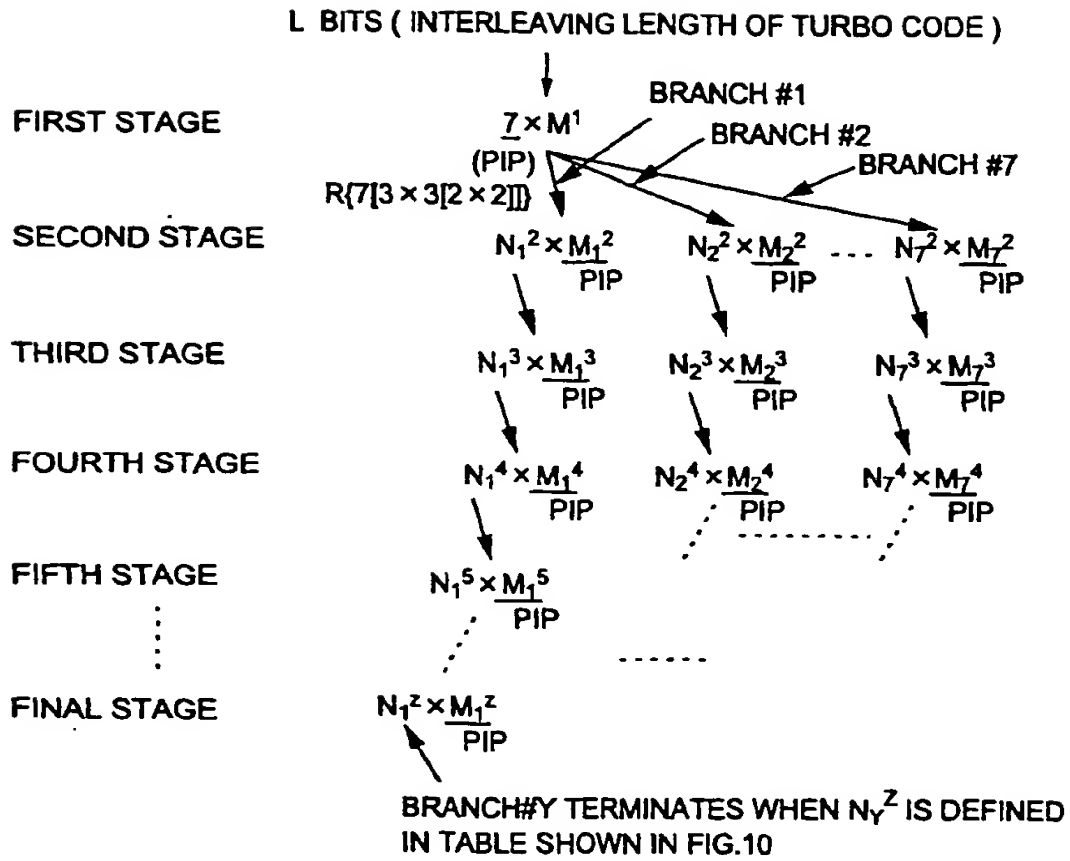 L BITS ( INTERLEAVING LENGTH OF TURBO CODE )
BRANCH #1
FIRST STAGE
7 × M¹
BRANCH #2
(PIP)
BRANCH #7
R{7[3 × 3[2 × 2]]}
SECOND STAGE
N₁² × M₁² N₂² × M₂² ---- N₇² × M₇²
PIP PIP PIP
THIRD STAGE
N₁³ × M₁³ N₂³ × M₂³ N₇³ × M₇³
PIP PIP PIP
FOURTH STAGE
N₁⁴ × M₁⁴ N₂⁴ × M₂⁴ N₇⁴ × M₇⁴
PIP PIP PIP
FIFTH STAGE
N₁⁵ × M₁⁵
PIP
FINAL STAGE
N₁ᶻ × M₁ᶻ
PIP
BRANCH#Y TERMINATES WHEN N_Y^Z IS DEFINED
IN TABLE SHOWN IN FIG.10